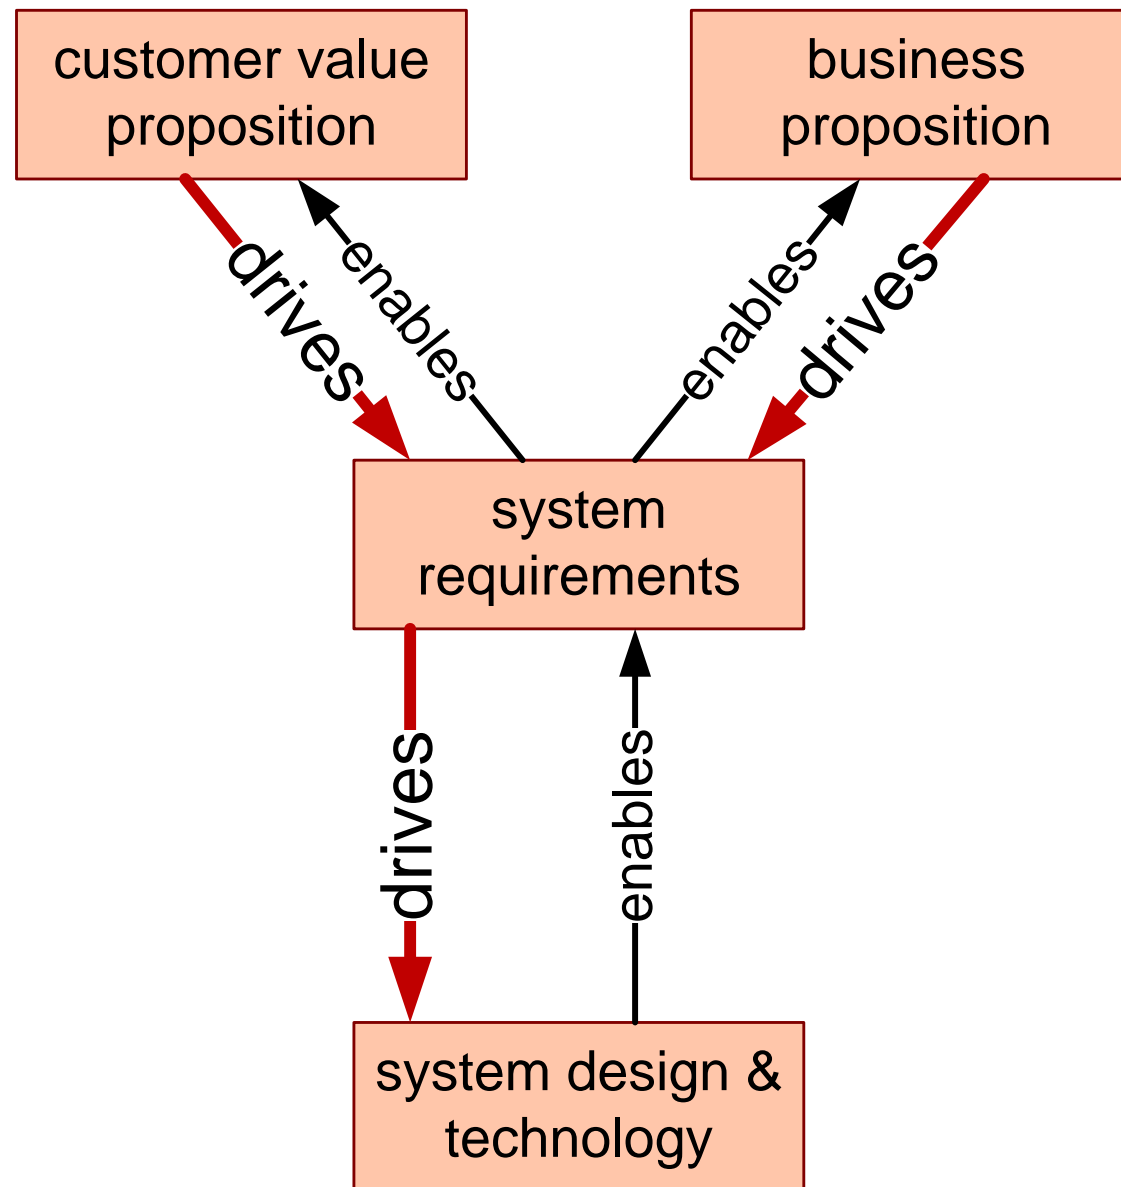 customer value
proposition
business
proposition
drives
enables
enables
drives
system
requirements
drives
enables
system design &
technology